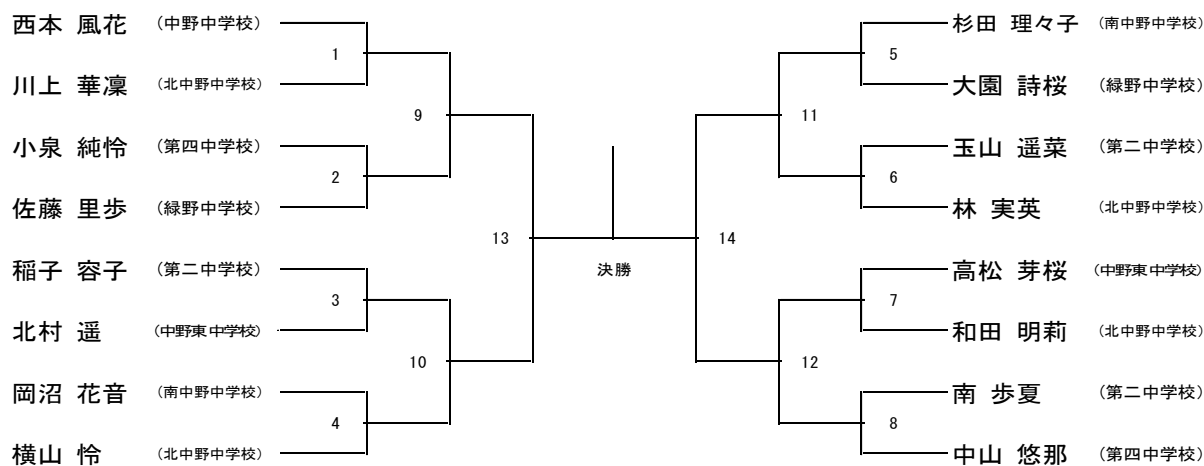 西本 風花 (中野中学校)
川上 華凜 (北中野中学校)
小泉 純怜 (第四中学校)
佐藤 里歩 (緑野中学校)
稲子 容子 (第二中学校)
北村 遥 (中野東中学校)
岡沼 花音 (南中野中学校)
横山 怜 (北中野中学校)
1
2
3
4
9
10
13
決勝
14
11
12
5
6
7
8
杉田 理々子 (南中野中学校)
大園 詩桜 (緑野中学校)
玉山 遥菜 (第二中学校)
林 実英 (北中野中学校)
高松 芽桜 (中野東中学校)
和田 明莉 (北中野中学校)
南 歩夏 (第二中学校)
中山 悠那 (第四中学校)